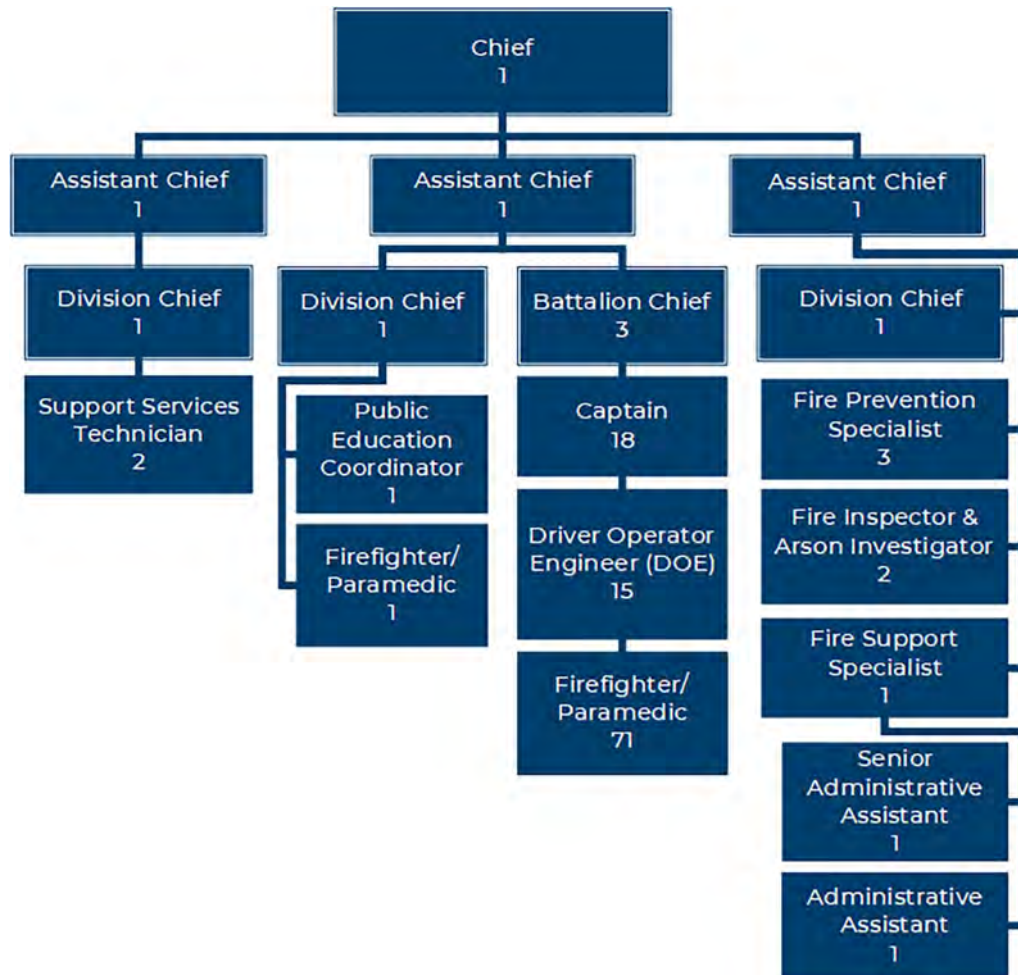 Chief
1
Assistant Chief
1
Assistant Chief
1
Assistant Chief
1
Division Chief
1
Division Chief
1
Battalion Chief
3
Division Chief
1
Support Services
Technician
2
Public
Education
Coordinator
1
Firefighter/
Paramedic
1
Captain
18
Driver Operator
Engineer (DOE)
15
Firefighter/
Paramedic
71
Fire Prevention
Specialist
3
Fire Inspector &
Arson Investigator
2
Fire Support
Specialist
1
Senior
Administrative
Assistant
1
Administrative
Assistant
1